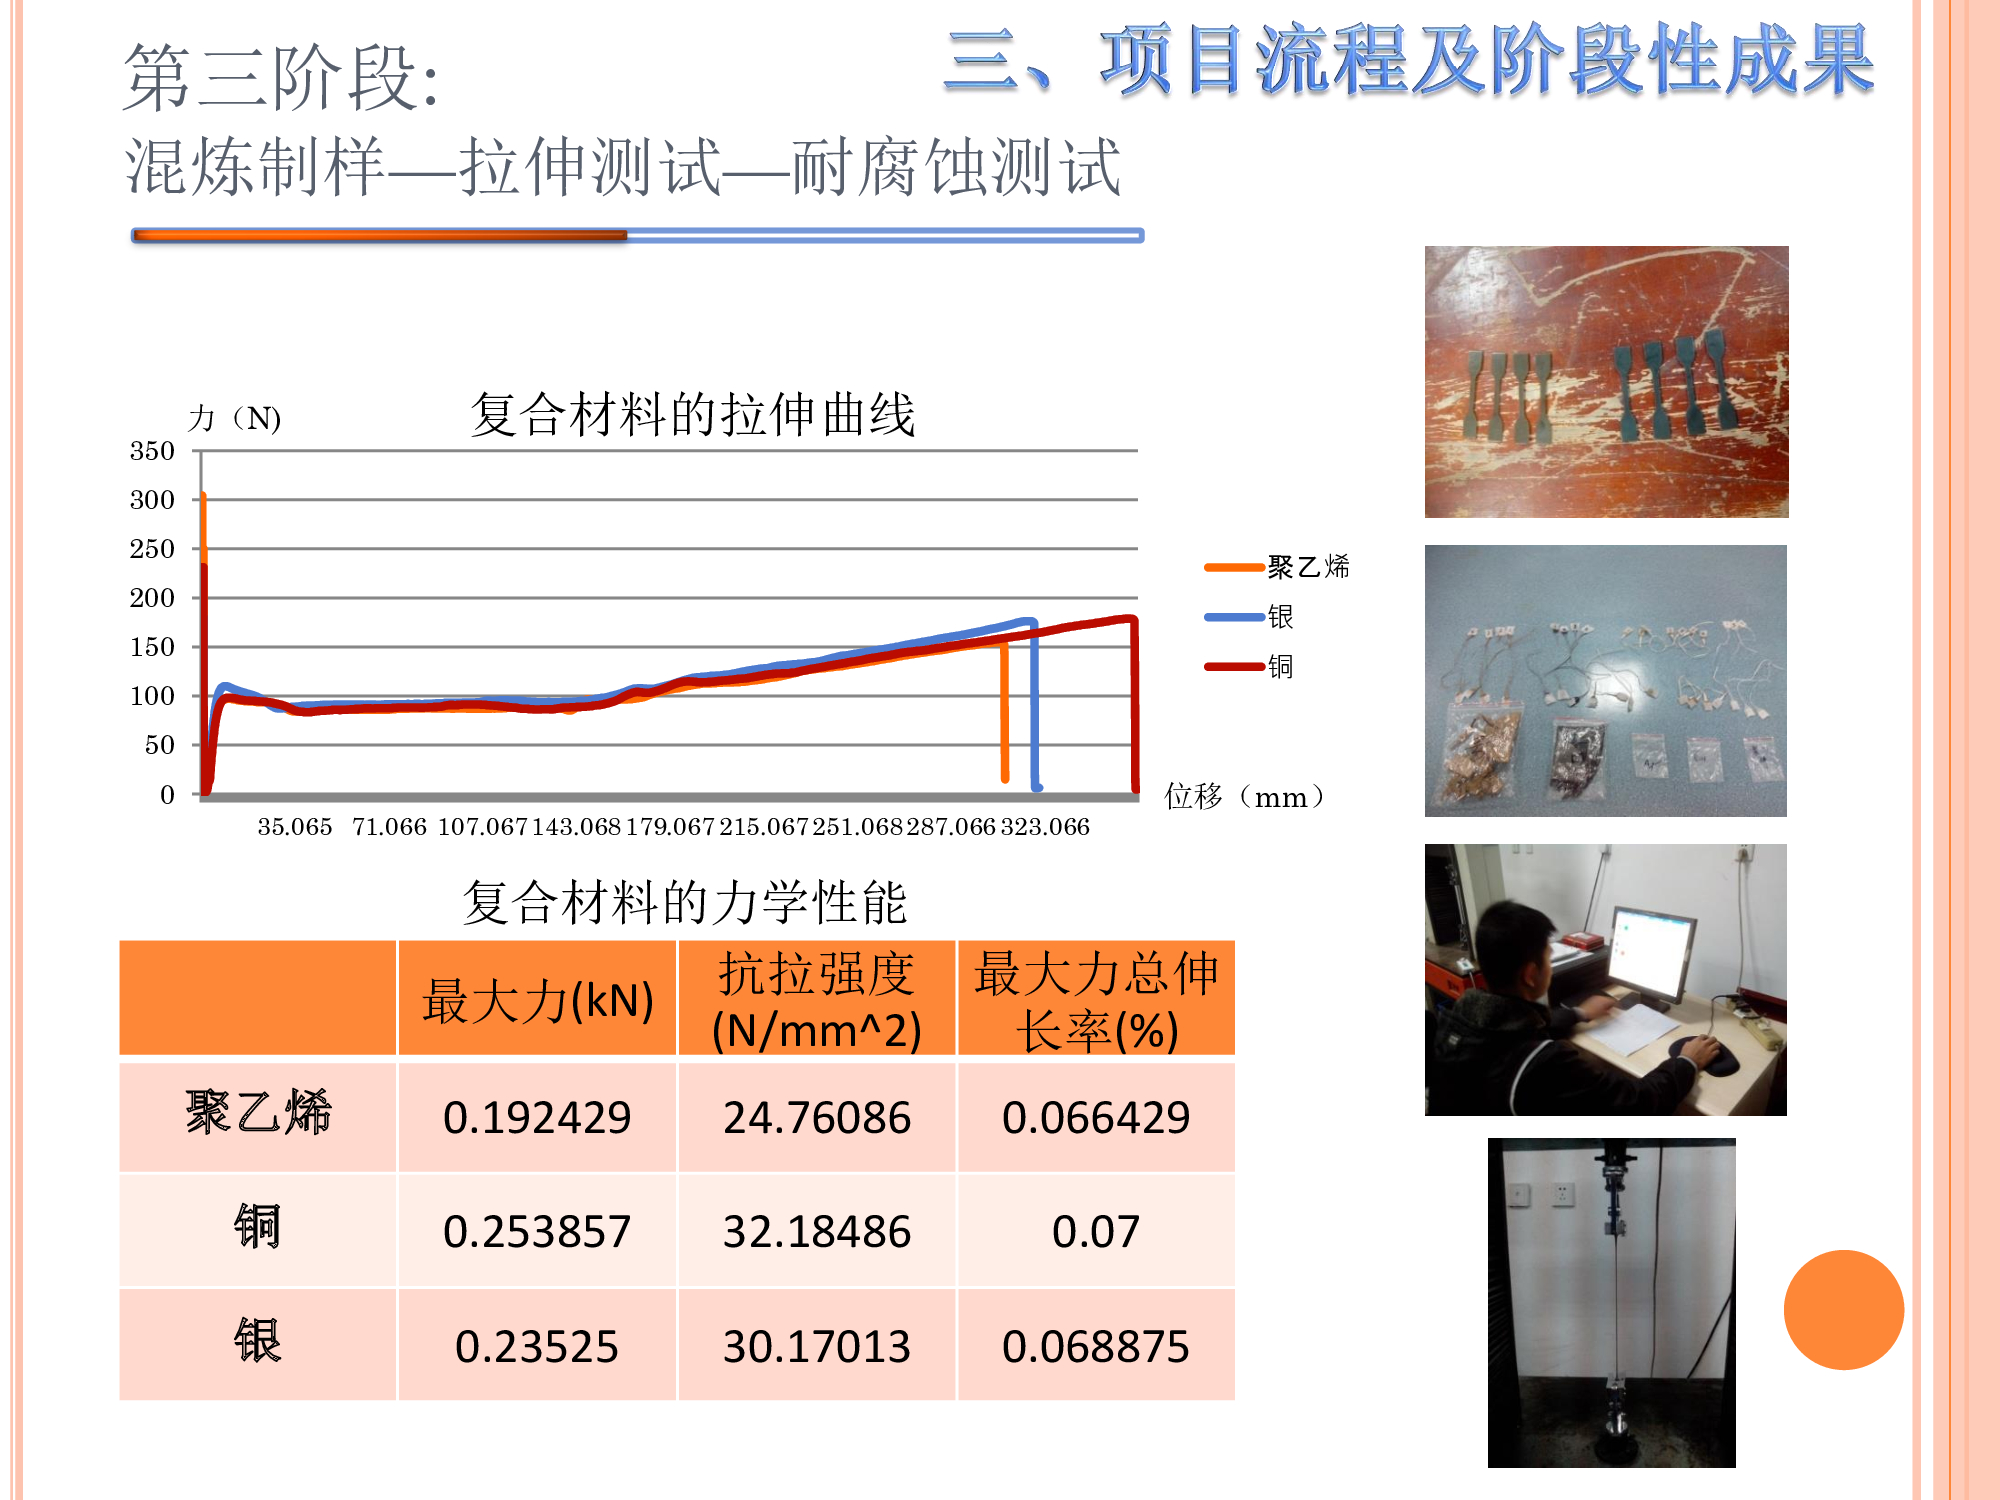 三、项目流程及阶段性成果
第三阶段:
混炼制样—拉伸测试—耐腐蚀测试
复合材料的拉伸曲线
力（N)
350
300
250
200
150
100
50
0
35.065 71.066 107.067 143.068 179.067 215.067 251.068 287.066 323.066
位移（mm）
聚乙烯
银
铜
复合材料的力学性能
最大力(kN) 抗拉强度(N/mm^2) 最大力总伸长率(%)
聚乙烯 0.192429 24.76086 0.066429
铜 0.253857 32.18486 0.07
银 0.23525 30.17013 0.068875